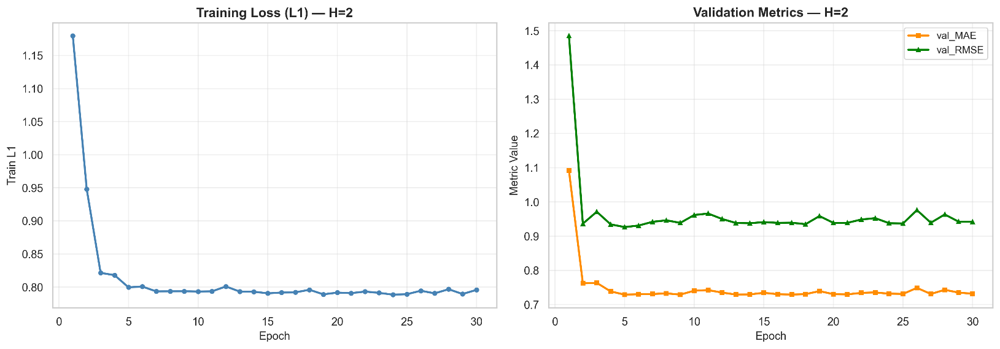 Training Loss (L1) — H=2
Train L1
1.15
1.10
1.05
1.00
0.95
0.90
0.85
0.80
0 5 10 15 20 25 30
Epoch
Validation Metrics — H=2
Metric Value
1.5
1.4
1.3
1.2
1.1
1.0
0.9
0.8
0.7
val_MAE
val_RMSE
0 5 10 15 20 25 30
Epoch